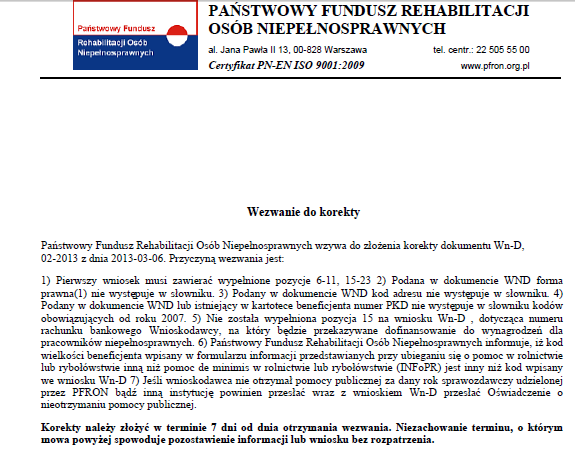 PAŃSTWOWY FUNDUSZ REHABILITACJI
OSÓB NIEPEŁNOSPRAWNYCH
Państwowy Fundusz
Rehabilitacji Osób
Niepełnosprawnych
al. Jana Pawła II 13, 00-828 Warszawa tel. centr.: 22 505 55 00
Certyfikat PN-EN ISO 9001:2009 www.pfron.org.pl
Wezwanie do korekty
Państwowy Fundusz Rehabilitacji Osób Niepełnosprawnych wzywa do złożenia korekty dokumentu Wn-D,
02-2013 z dnia 2013-03-06. Przyczyną wezwania jest:
1) Pierwszy wniosek musi zawierać wypełnione pozycje 6-11, 15-23 2) Podana w dokumencie WND forma
prawna(1) nie występuje w słowniku. 3) Podany w dokumencie WND kod adresu nie występuje w słowniku. 4)
Podany w dokumencie WND lub istniejący w kartotece beneficjenta numer PKD nie występuje w słowniku kodów
obowiązujących od roku 2007. 5) Nie została wypełniona pozycja 15 na wniosku Wn-D , dotycząca numeru
rachunku bankowego Wnioskodawcy, na który będzie przekazywane dofinansowanie do wynagrodzeń dla
pracowników niepełnosprawnych. 6) Państwowy Fundusz Rehabilitacji Osób Niepełnosprawnych informuje, iż kod
wielkości beneficjenta wpisany w formularzu informacji przedstawianych przy ubieganiu się o pomoc w rolnictwie
lub rybołówstwie inną niż pomoc de minimis w rolnictwie lub rybołówstwie (INFoPR) jest inny niż kod wpisany
we wniosku Wn-D 7) Jeśli wnioskodawca nie otrzymał pomocy publicznej za dany rok sprawozdawczy udzielonej
przez PFRON bądź inną instytucję powinien przesłać wraz z wnioskiem Wn-D przesłać Oświadczenie o
nieotrzymaniu pomocy publicznej.
Korekty należy złożyć w terminie 7 dni od dnia otrzymania wezwania. Niezachowanie terminu, o którym
mowa powyżej spowoduje pozostawienie informacji lub wniosku bez rozpatrzenia.